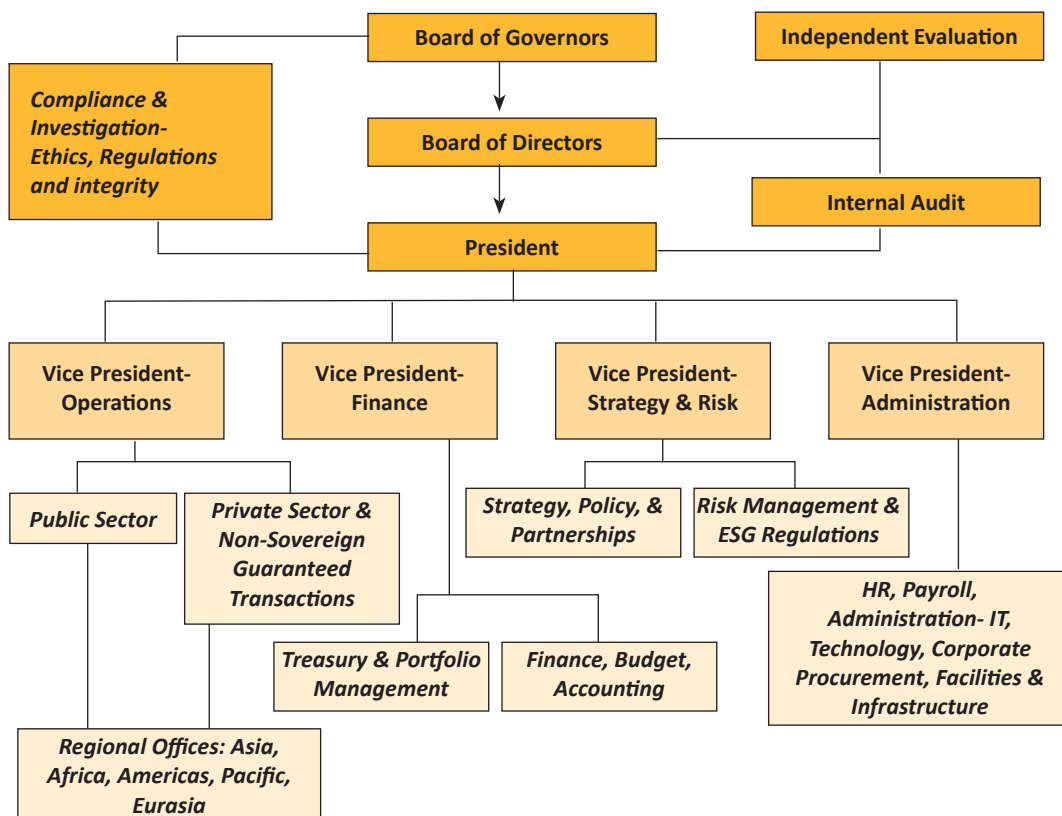 Board of Governors
Independent Evaluation
Compliance &
Investigation-
Ethics, Regulations
and integrity
Board of Directors
Internal Audit
President
Vice President-
Operations
Vice President-
Finance
Vice President-
Strategy & Risk
Vice President-
Administration
Public Sector
Private Sector &
Non-Sovereign
Guaranteed
Transactions
Strategy, Policy, &
Partnerships
Risk Management &
ESG Regulations
HR, Payroll,
Administration- IT,
Technology, Corporate
Procurement, Facilities &
Infrastructure
Treasury & Portfolio
Management
Finance, Budget,
Accounting
Regional Offices: Asia,
Africa, Americas, Pacific,
Eurasia